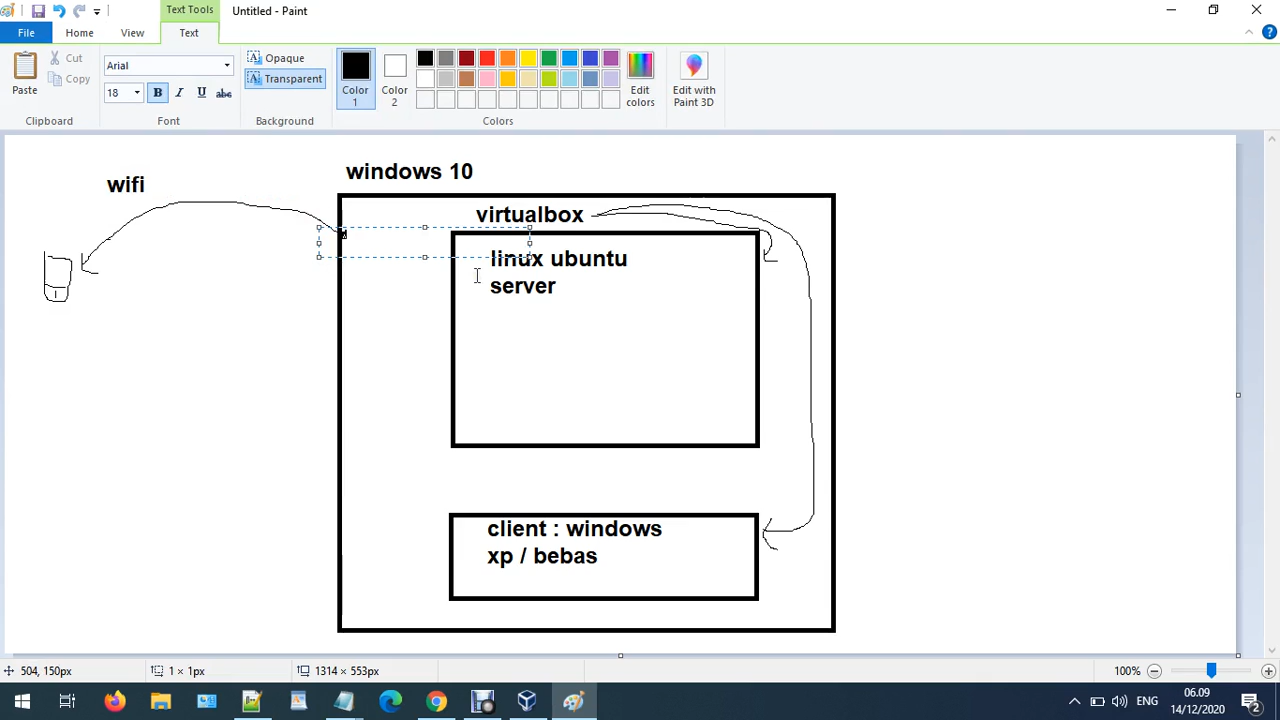 Text Tools
Untitled - Paint
File
Home
View
Text
Paste
Cut
Copy
Arial
18
B
I
U
abc
Opaque
Transparent
Color
1
Color
2
Edit
colors
Edit with
Paint 3D
Clipboard
Font
Background
Colors
windows 10
wifi
virtualbox
linux ubuntu
server
client : windows
xp / bebas
504, 150px
1 × 1px
1314 × 553px
100%
ENG
06.09
14/12/2020
2